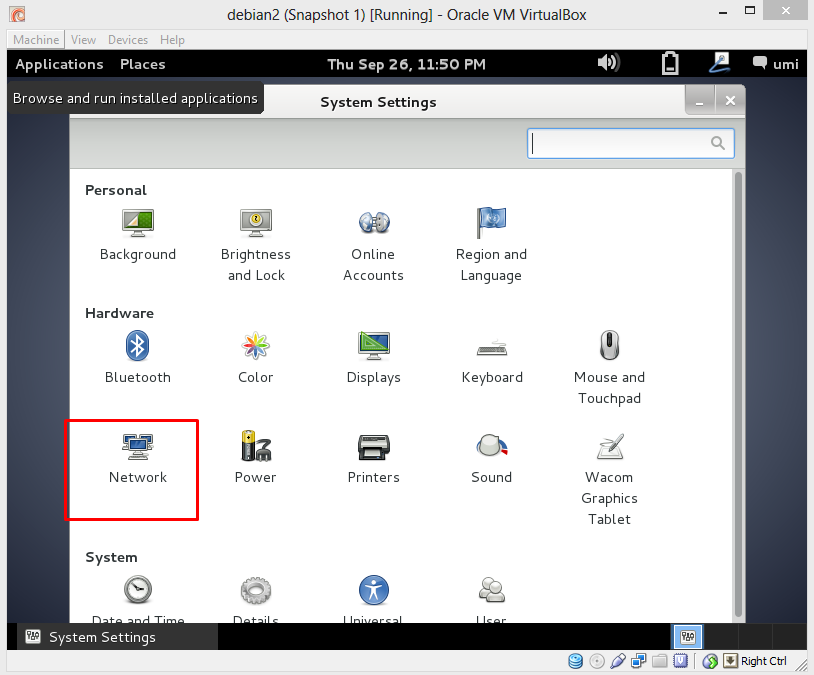 debian2 (Snapshot 1) [Running] - Oracle VM VirtualBox
Machine View Devices Help
Applications Places Thu Sep 26, 11:50 PM umi
Browse and run installed applications
System Settings
Personal
Background Brightness and Lock Online Accounts Region and Language
Hardware
Bluetooth Color Displays Keyboard Mouse and Touchpad
Network Power Printers Sound Wacom Graphics Tablet
System
Date and Time Details Universal User
System Settings
Right Ctrl